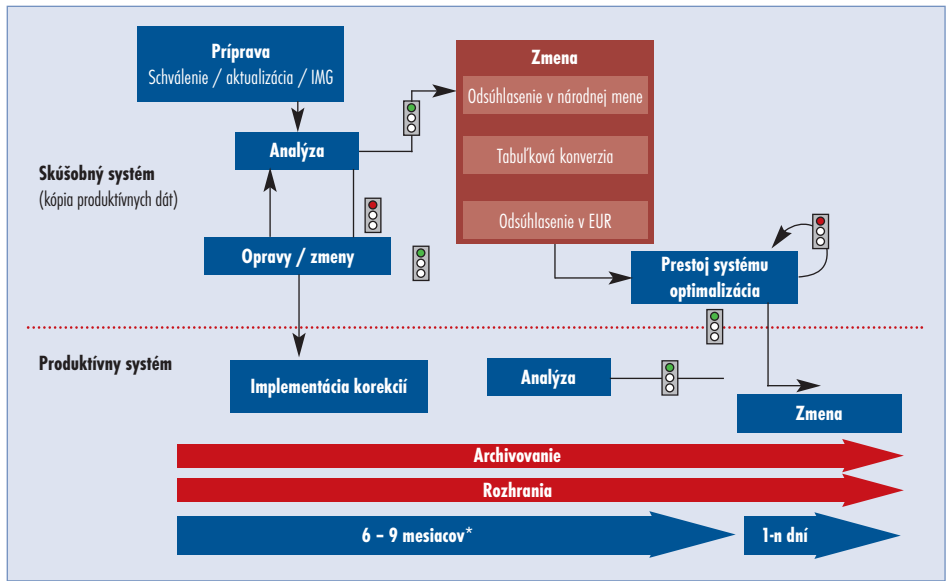 Príprava
Schválenie / aktualizácia / IMG
Zmena
Odsúhlasenie v národnej mene
Analýza
Tabuľková konverzia
Skúšobný systém
(kópia produktívnych dát)
Odsúhlasenie v EUR
Opravy / zmeny
Prestoj systému
optimalizácia
Produktívny systém
Implementácia korekcií
Analýza
Zmena
Archivovanie
Rozhrania
6 – 9 mesiacov*
1-n dní